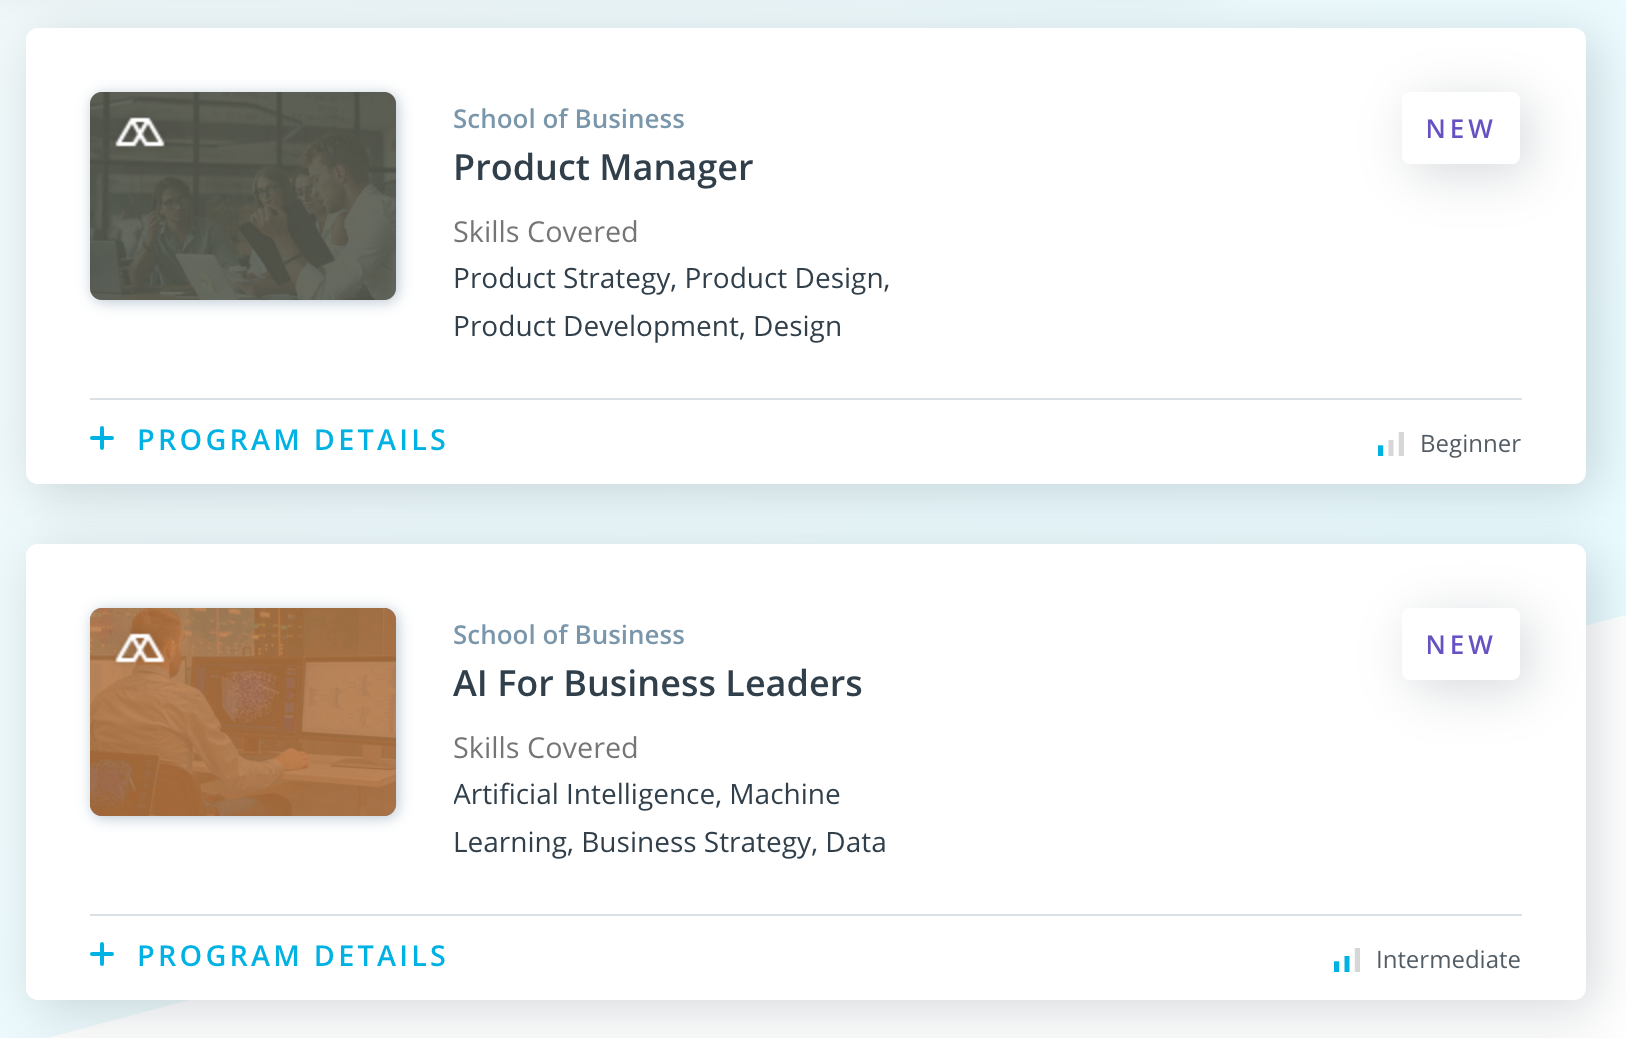 School of Business
NEW
Product Manager
Skills Covered
Product Strategy, Product Design,
Product Development, Design
+ PROGRAM DETAILS
Beginner
School of Business
NEW
AI For Business Leaders
Skills Covered
Artificial Intelligence, Machine
Learning, Business Strategy, Data
+ PROGRAM DETAILS
Intermediate